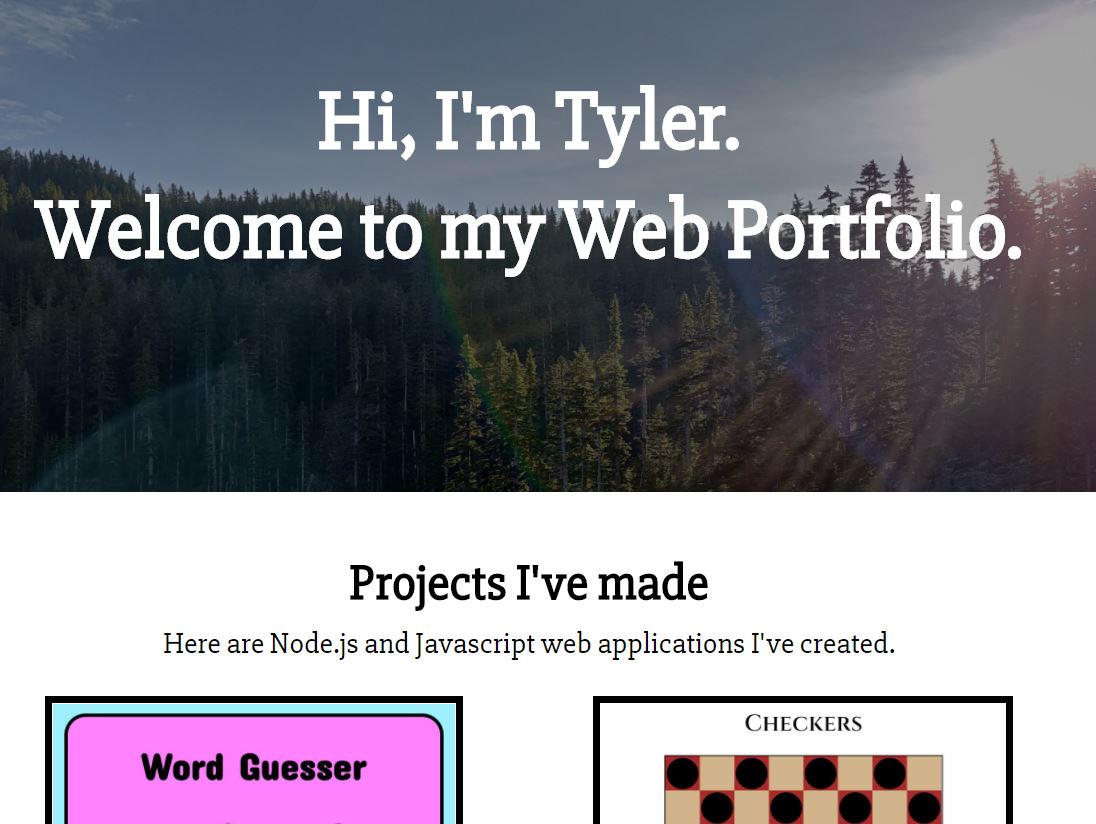 Hi, I'm Tyler.
Welcome to my Web Portfolio.
Projects I've made
Here are Node.js and Javascript web applications I've created.
Word Guesser
Checkers